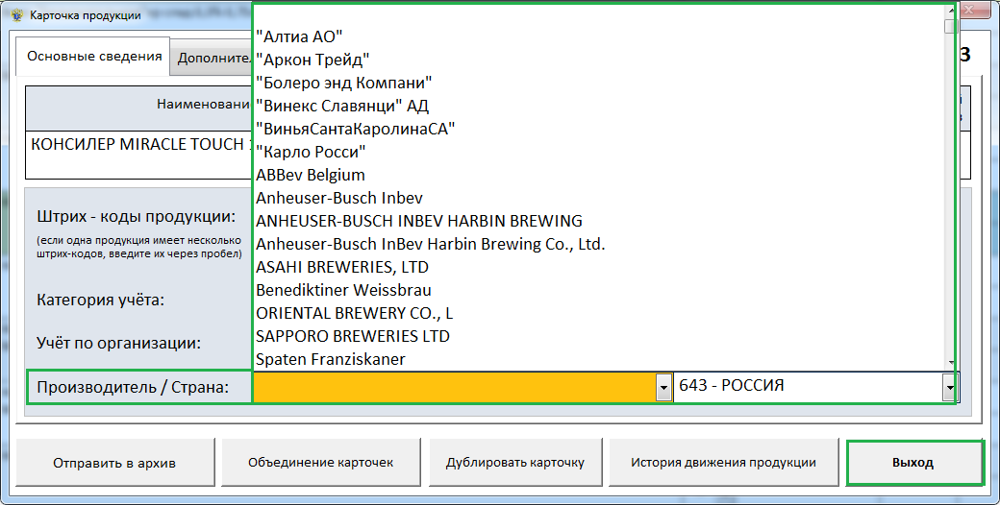 Карточка продукции
Основные сведения
Дополнител
3
Наименование
КОНСИЛЕР MIRACLE TOUCH
"Алтиа АО"
"Аркон Трейд"
"Болеро энд Компани"
"Винекс Славянци" АД
"ВиньяСантаКаролинаСА"
"Карло Росси"
ABBev Belgium
Anheuser-Busch Inbev
ANHEUSER-BUSCH INBEV HARBIN BREWING
Anheuser-Busch InBev Harbin Brewing Co., Ltd.
ASAHI BREWERIES, LTD
Benediktiner Weissbrau
ORIENTAL BREWERY CO., L
SAPPORO BREWERIES LTD
Spaten Franziskaner
Штрих - коды продукции:
(если одна продукция имеет несколько
штрих-кодов, введите их через пробел)
Категория учёта:
Учёт по организации:
Производитель / Страна:
643 - РОССИЯ
Отправить в архив
Объединение карточек
Дублировать карточку
История движения продукции
Выход